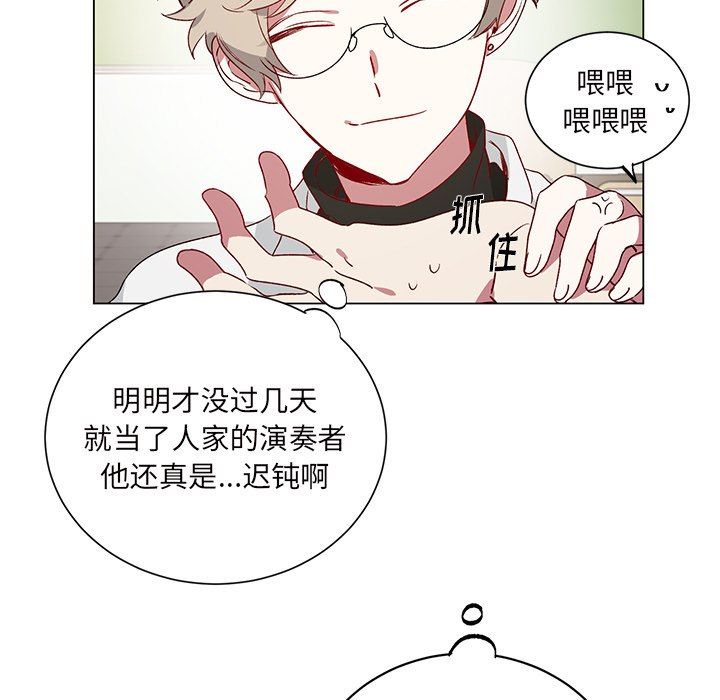 喂喂
喂喂喂
抓
住
明明才没过几天
就当了人家的演奏者
他还真是...迟钝啊